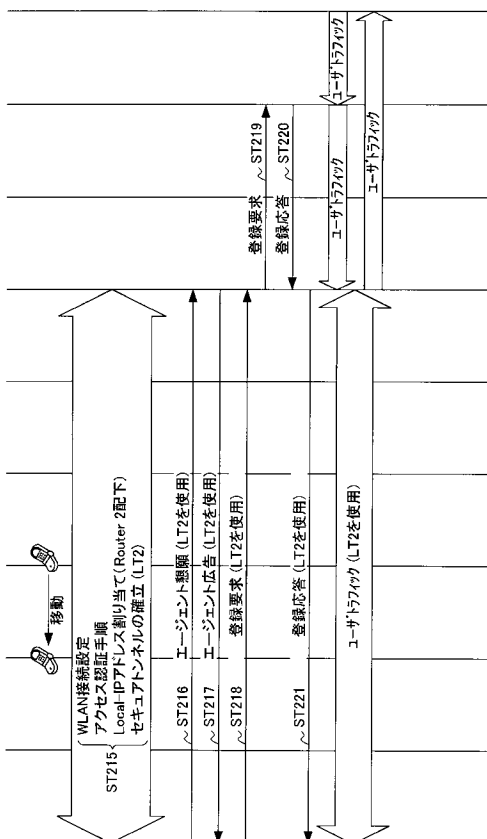 移動
WLAN接続設定
アクセス認証手順
Local-IPアドレス割り当て(Router 2配下)
セキュアトンネルの確立(LT2)
ST215
~ST216 エージェント懇願(LT2を使用)
~ST217 エージェント広告(LT2を使用)
~ST218 登録要求(LT2を使用)
登録要求 ~ST219
登録応答 ~ST220
~ST221 登録応答(LT2を使用)
ユーザトラフィック(LT2を使用)
ユーザトラフィック
ユーザトラフィック
ユーザトラフィック